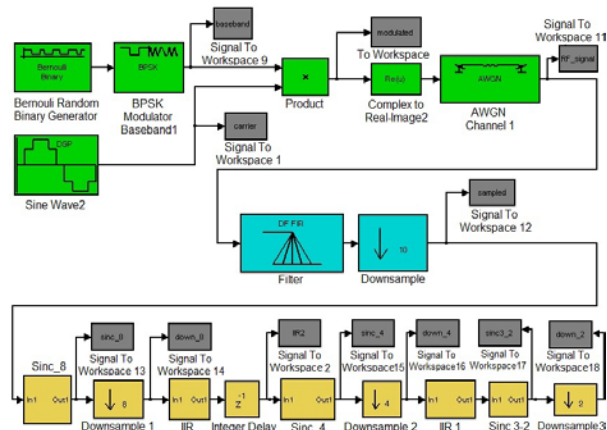 baseband
Signal To
Workspace 9
Bernouli
Binary
Bernouli Random
Binary Generator
BPSK
BPSK
Modulator
Baseband1
×
Product
modulated
To Workspace
Re(u)
Complex to
Real-Image2
AWGN
AWGN
Channel 1
Signal To
Workspace 11
RF_signal
DSP
Sine Wave2
carrier
Signal To
Workspace 1
DF FIR
Filter
10
Downsample
sampled
Signal To
Workspace 12
Sinc_8
In1 Out1
sinc_8
Signal To
Workspace 13
8
Downsample 1
down_8
Signal To
Workspace 14
In1 Out1
IIR
Z-1
Integer Delay
IIR2
Signal To
Workspace 2
In1 Out1
Sinc_4
sinc_4
Signal To
Workspace15
4
Downsample 2
down_4
Signal To
Workspace16
In1 Out1
IIR 1
sinc3_2
Signal To
Workspace17
In1 Out1
Sinc 3-2
down_2
Signal To
Workspace18
2
Downsample3